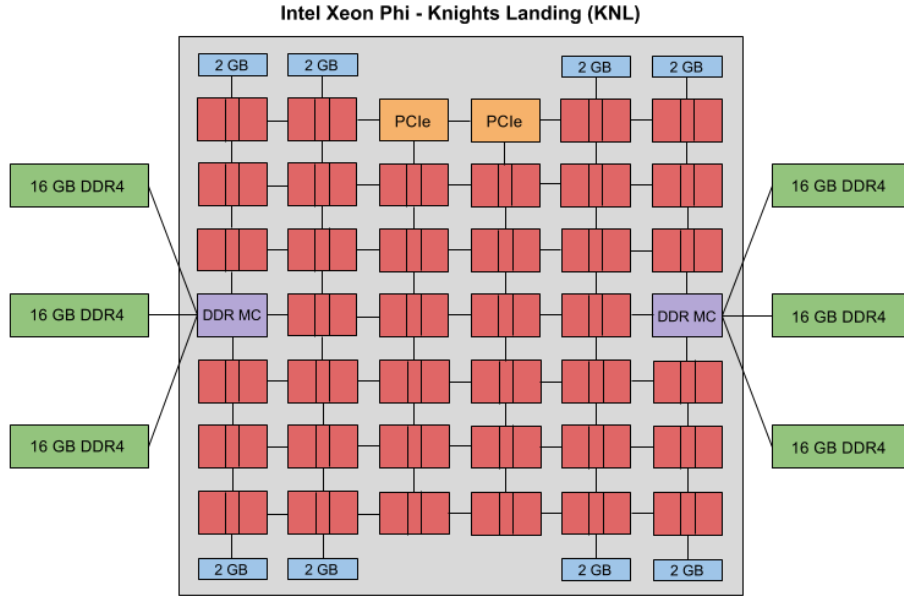 Intel Xeon Phi - Knights Landing (KNL)
2 GB
2 GB
2 GB
2 GB
PCIe
PCIe
16 GB DDR4
16 GB DDR4
16 GB DDR4
DDR MC
DDR MC
16 GB DDR4
16 GB DDR4
16 GB DDR4
2 GB
2 GB
2 GB
2 GB